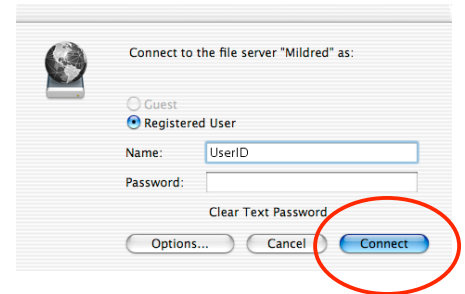 Connect to the file server "Mildred" as:
Guest
Registered User
Name: UserID
Password:
Clear Text Password
Options... Cancel Connect